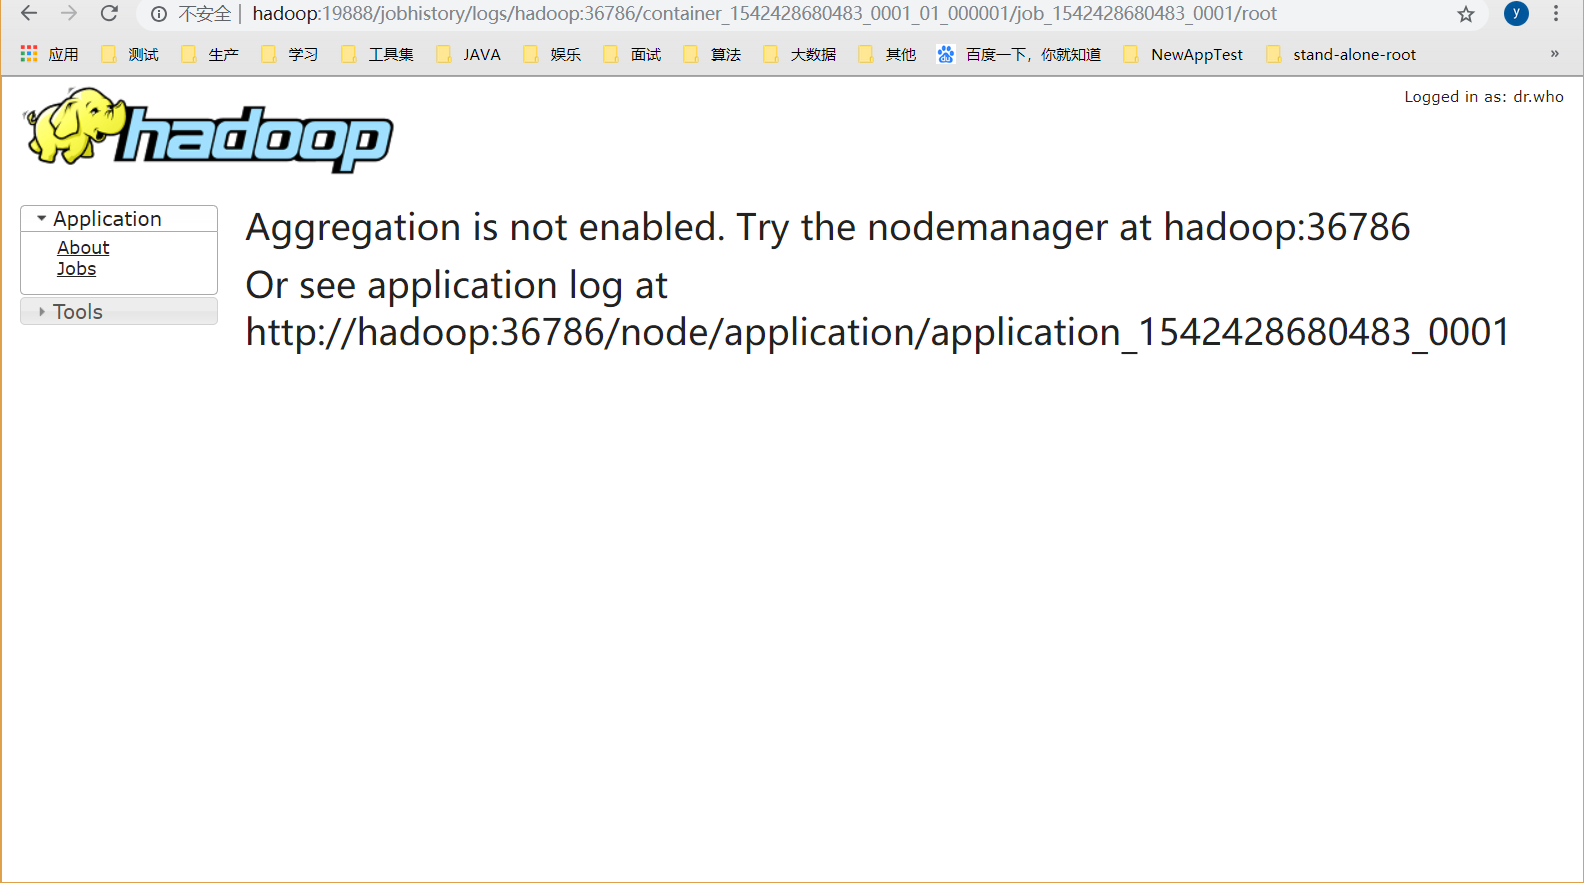 不安全 | hadoop:19888/jobhistory/logs/hadoop:36786/container_1542428680483_0001_01_000001/job_1542428680483_0001/root
y
应用 测试 生产 学习 工具集 JAVA 娱乐 面试 算法 大数据 其他 du 百度一下，你就知道 NewAppTest stand-alone-root »
Logged in as: dr.who
hadoop
Application
About
Jobs
Tools
Aggregation is not enabled. Try the nodemanager at hadoop:36786
Or see application log at
http://hadoop:36786/node/application/application_1542428680483_0001